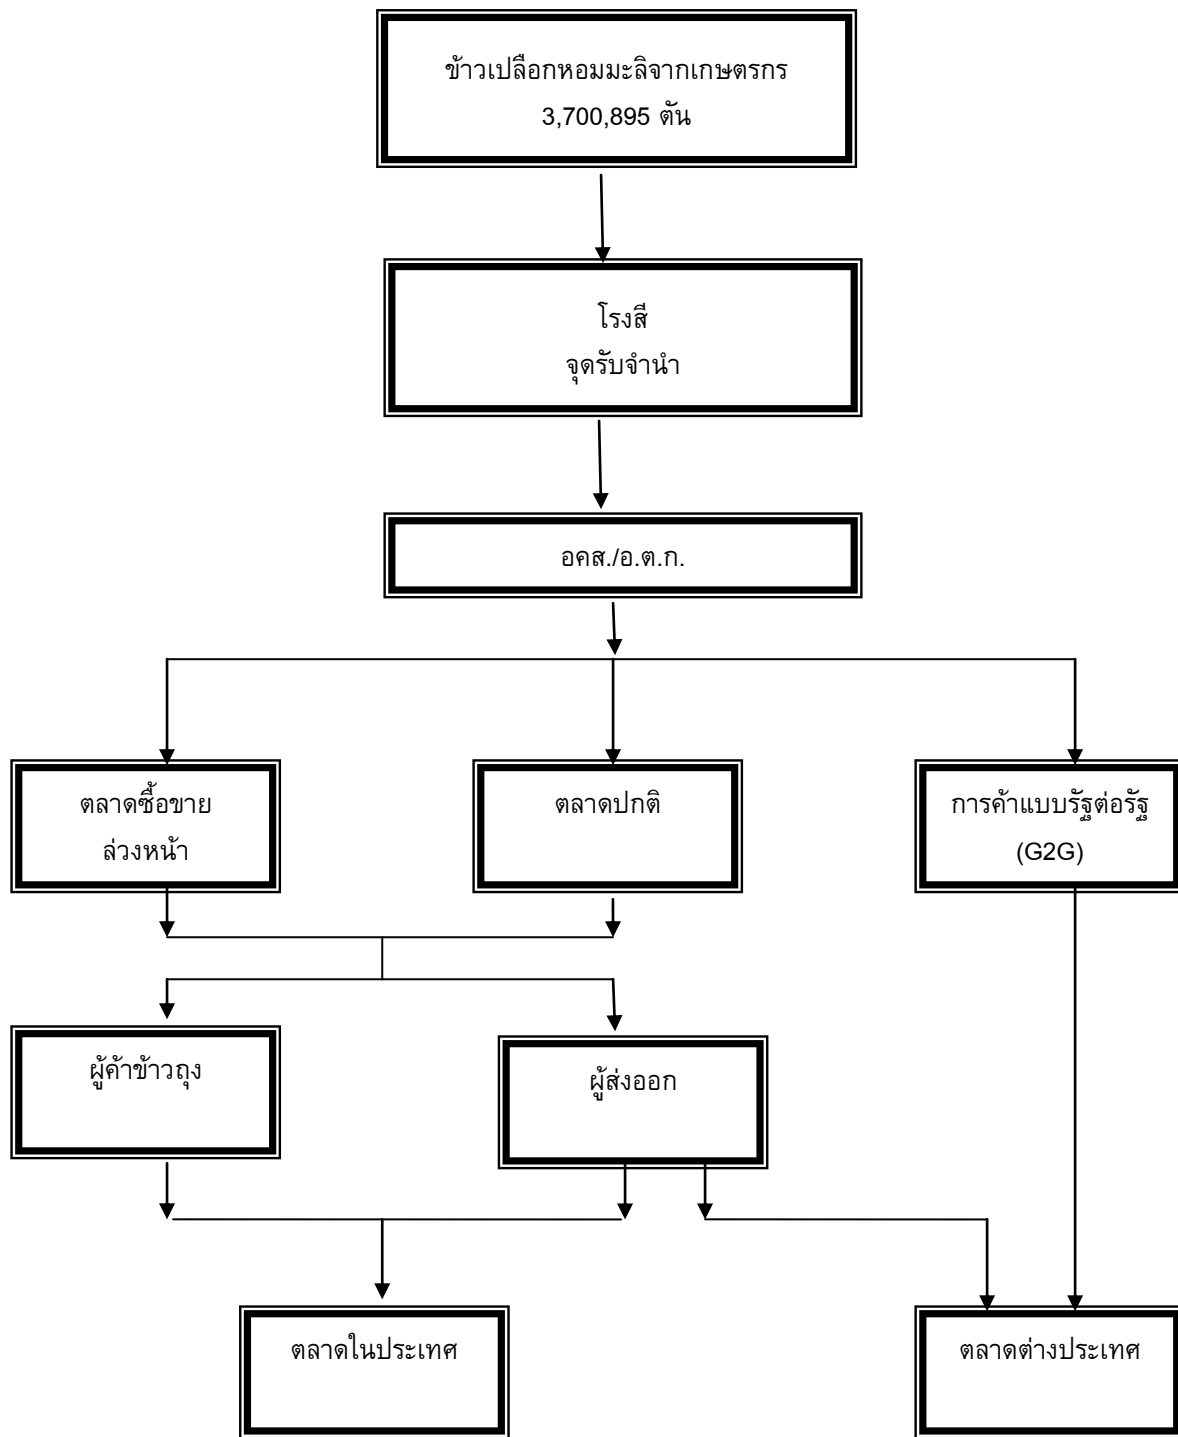 ข้าวเปลือกหอมมะลิจากเกษตรกร
3,700,895 ตัน
โรงสี
จุดรับจำนำ
อคส./อ.ต.ก.
ตลาดซื้อขาย
ล่วงหน้า
ตลาดปกติ
การค้าแบบรัฐต่อรัฐ
(G2G)
ผู้ค้าข้าวถุง
ผู้ส่งออก
ตลาดในประเทศ
ตลาดต่างประเทศ